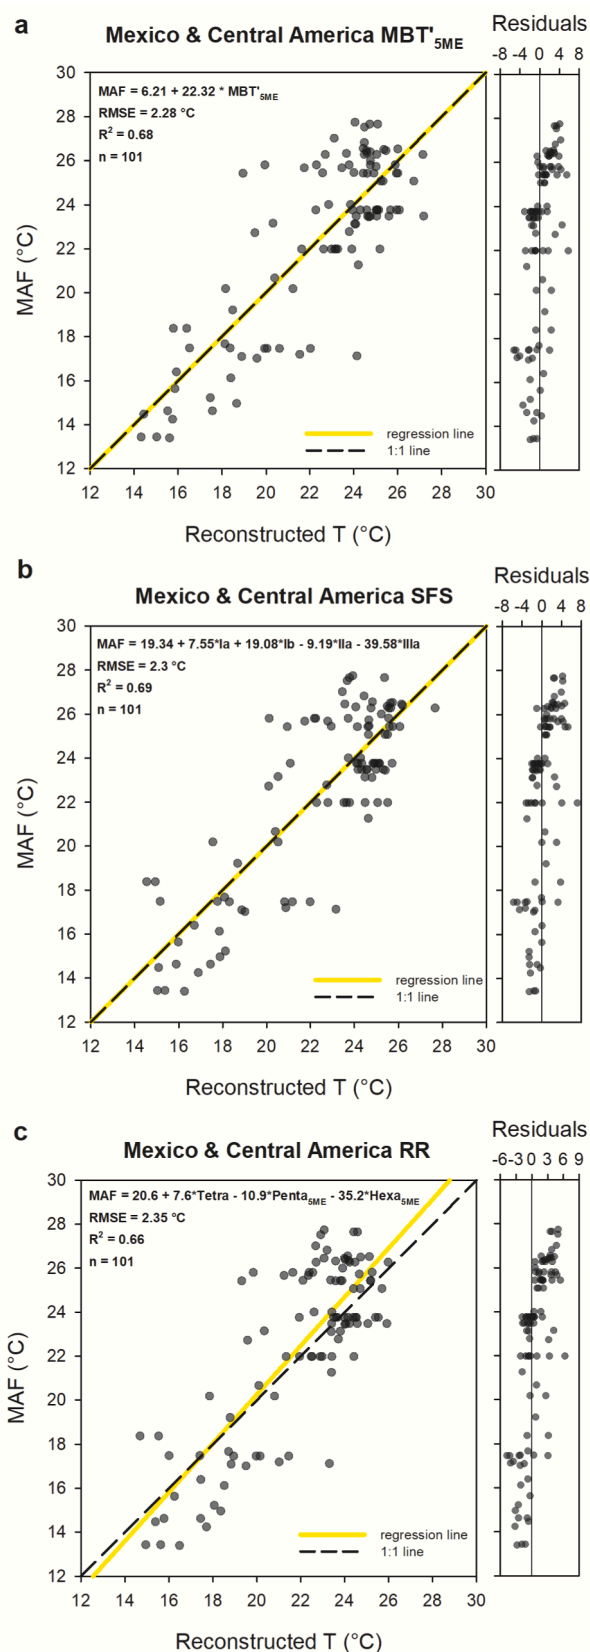 a
Mexico & Central America MBT'5ME
Residuals
-8 -4 0 4 8
MAF = 6.21 + 22.32 * MBT'5ME
RMSE = 2.28 °C
R2 = 0.68
n = 101
30
28
26
24
22
20
18
16
14
12
MAF (°C)
regression line
1:1 line
12 14 16 18 20 22 24 26 28 30
Reconstructed T (°C)
b
Mexico & Central America SFS
Residuals
-8 -4 0 4 8
MAF = 19.34 + 7.55*Ia + 19.08*Ib - 9.19*IIa - 39.58*IIIa
RMSE = 2.3 °C
R2 = 0.69
n = 101
30
28
26
24
22
20
18
16
14
12
MAF (°C)
regression line
1:1 line
12 14 16 18 20 22 24 26 28 30
Reconstructed T (°C)
c
Mexico & Central America RR
Residuals
-6 -3 0 3 6 9
MAF = 20.6 + 7.6*Tetra - 10.9*Penta5ME - 35.2*Hexa5ME
RMSE = 2.35 °C
R2 = 0.66
n = 101
30
28
26
24
22
20
18
16
14
12
MAF (°C)
regression line
1:1 line
12 14 16 18 20 22 24 26 28 30
Reconstructed T (°C)